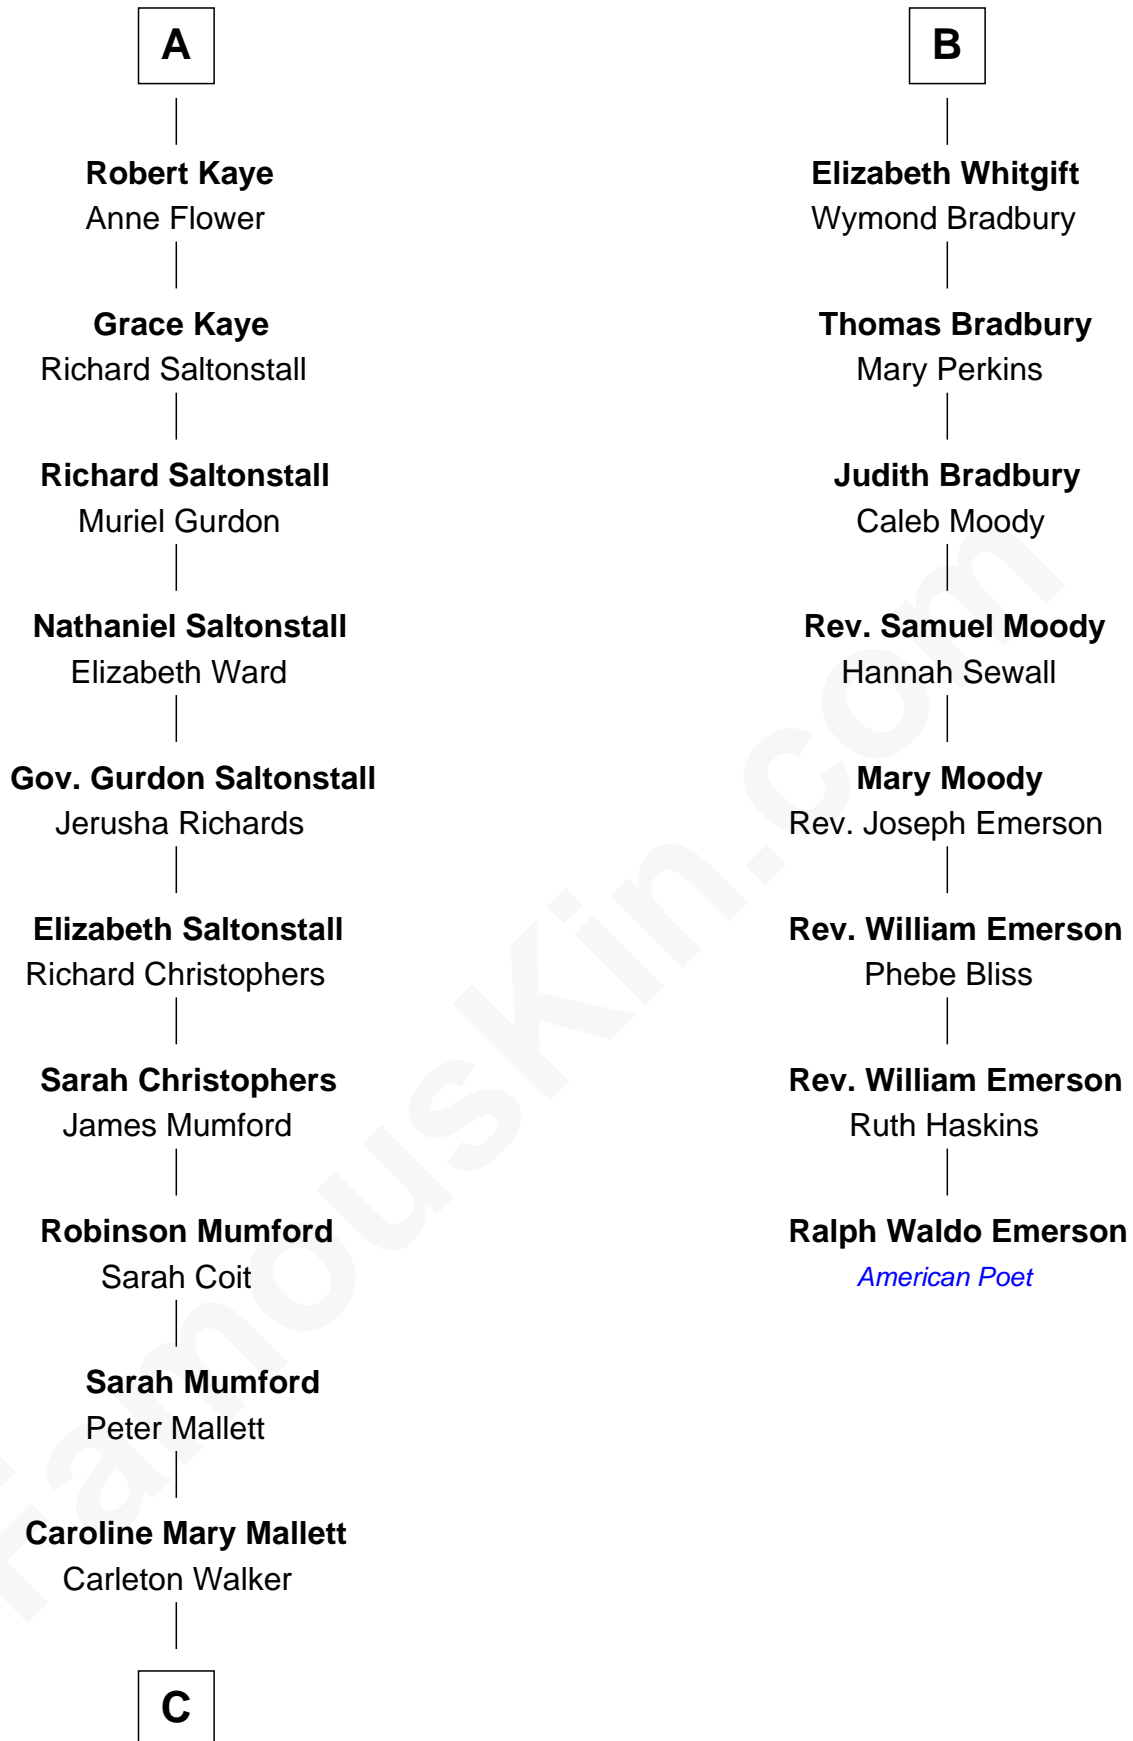 A
Robert Kaye
Anne Flower
Grace Kaye
Richard Saltonstall
Richard Saltonstall
Muriel Gurdon
Nathaniel Saltonstall
Elizabeth Ward
Gov. Gurdon Saltonstall
Jerusha Richards
Elizabeth Saltonstall
Richard Christophers
Sarah Christophers
James Mumford
Robinson Mumford
Sarah Coit
Sarah Mumford
Peter Mallett
Caroline Mary Mallett
Carleton Walker
C
B
Elizabeth Whitgift
Wymond Bradbury
Thomas Bradbury
Mary Perkins
Judith Bradbury
Caleb Moody
Rev. Samuel Moody
Hannah Sewall
Mary Moody
Rev. Joseph Emerson
Rev. William Emerson
Phebe Bliss
Rev. William Emerson
Ruth Haskins
Ralph Waldo Emerson
American Poet
FamousKin.com